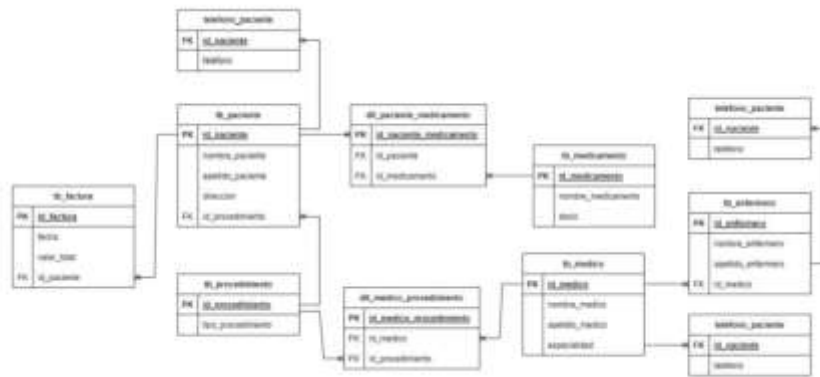 telefono_paciente
FK id_paciente
telefono
tb_paciente
PK id_paciente
nombre_paciente
apellido_paciente
direccion
FK id_procedimiento
dll_paciente_medicamento
PK id_paciente_medicamento
FK id_paciente
FK id_medicamento
tb_medicamento
PK id_medicamento
nombre_medicamento
dosis
telefono_paciente
FK id_paciente
telefono
tb_factura
PK id_factura
fecha
valor_total
FK id_paciente
tb_procedimiento
PK id_procedimiento
tipo_procedimiento
dll_medico_procedimiento
PK id_medico_procedimiento
FK id_medico
FK id_procedimiento
tb_medico
PK id_medico
nombre_medico
apellido_medico
especialidad
tb_enfermero
PK id_enfermero
nombre_enfermero
apellido_enfermero
FK id_medico
telefono_paciente
FK id_paciente
telefono